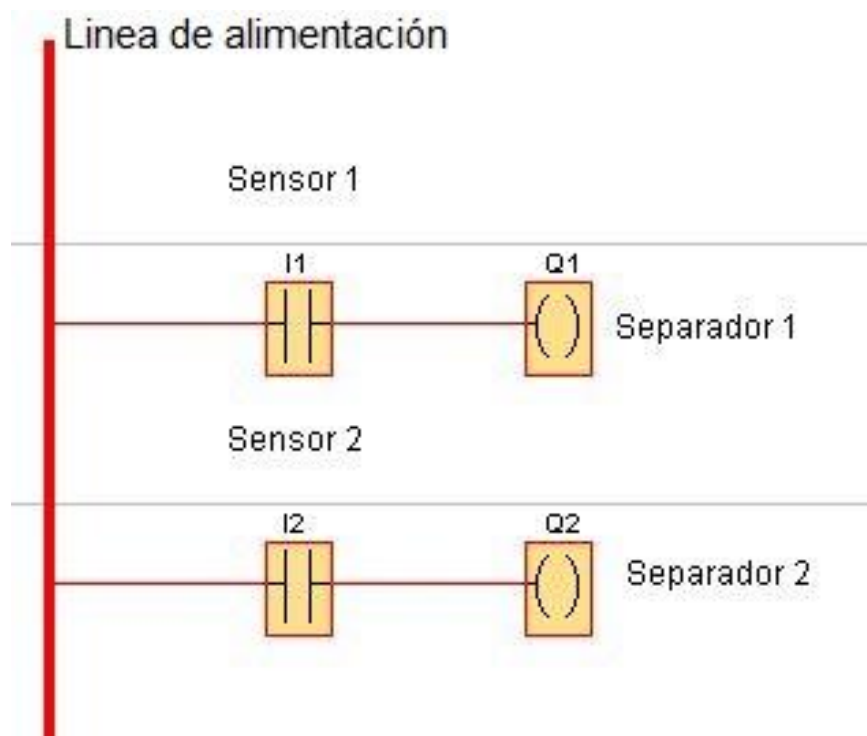 Linea de alimentación
Sensor 1
I1 Q1
Separador 1
Sensor 2
I2 Q2
Separador 2